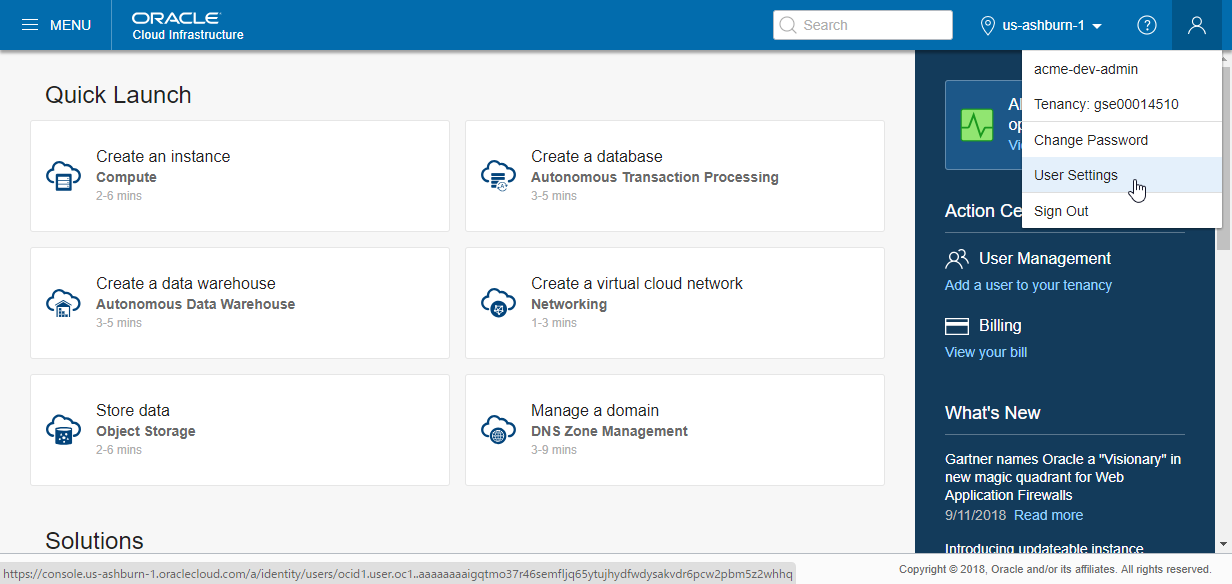 MENU
ORACLE
Cloud Infrastructure
Search
us-ashburn-1
acme-dev-admin
Tenancy: gse00014510
Change Password
User Settings
Sign Out
Quick Launch
Create an instance
Compute
2-6 mins
Create a database
Autonomous Transaction Processing
3-5 mins
Create a data warehouse
Autonomous Data Warehouse
3-5 mins
Create a virtual cloud network
Networking
1-3 mins
Store data
Object Storage
2-6 mins
Manage a domain
DNS Zone Management
3-9 mins
Solutions
Action Ce
User Management
Add a user to your tenancy
Billing
View your bill
What's New
Gartner names Oracle a "Visionary" in
new magic quadrant for Web
Application Firewalls
9/11/2018 Read more
Introducing updateable instance
https://console.us-ashburn-1.oraclecloud.com/a/identity/users/ocid1.user.oc1..aaaaaaaaigqtmo37r46semfljq65ytujhydfwdysakvdr6pcw2pbm5z2whhq
Copyright © 2018, Oracle and/or its affiliates. All rights reserved.